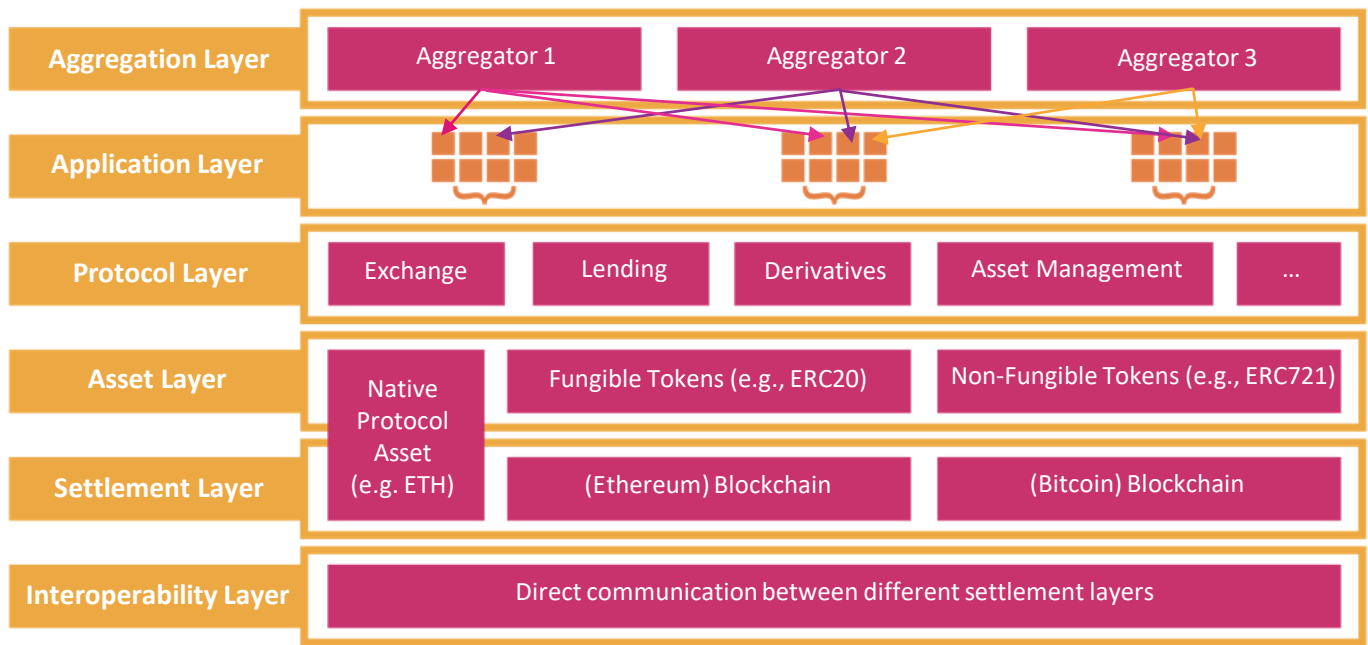 Aggregation Layer
Aggregator 1
Aggregator 2
Aggregator 3
Application Layer
Protocol Layer
Exchange
Lending
Derivatives
Asset Management
...
Asset Layer
Native
Protocol
Asset
(e.g. ETH)
Fungible Tokens (e.g., ERC20)
Non-Fungible Tokens (e.g., ERC721)
Settlement Layer
(Ethereum) Blockchain
(Bitcoin) Blockchain
Interoperability Layer
Direct communication between different settlement layers